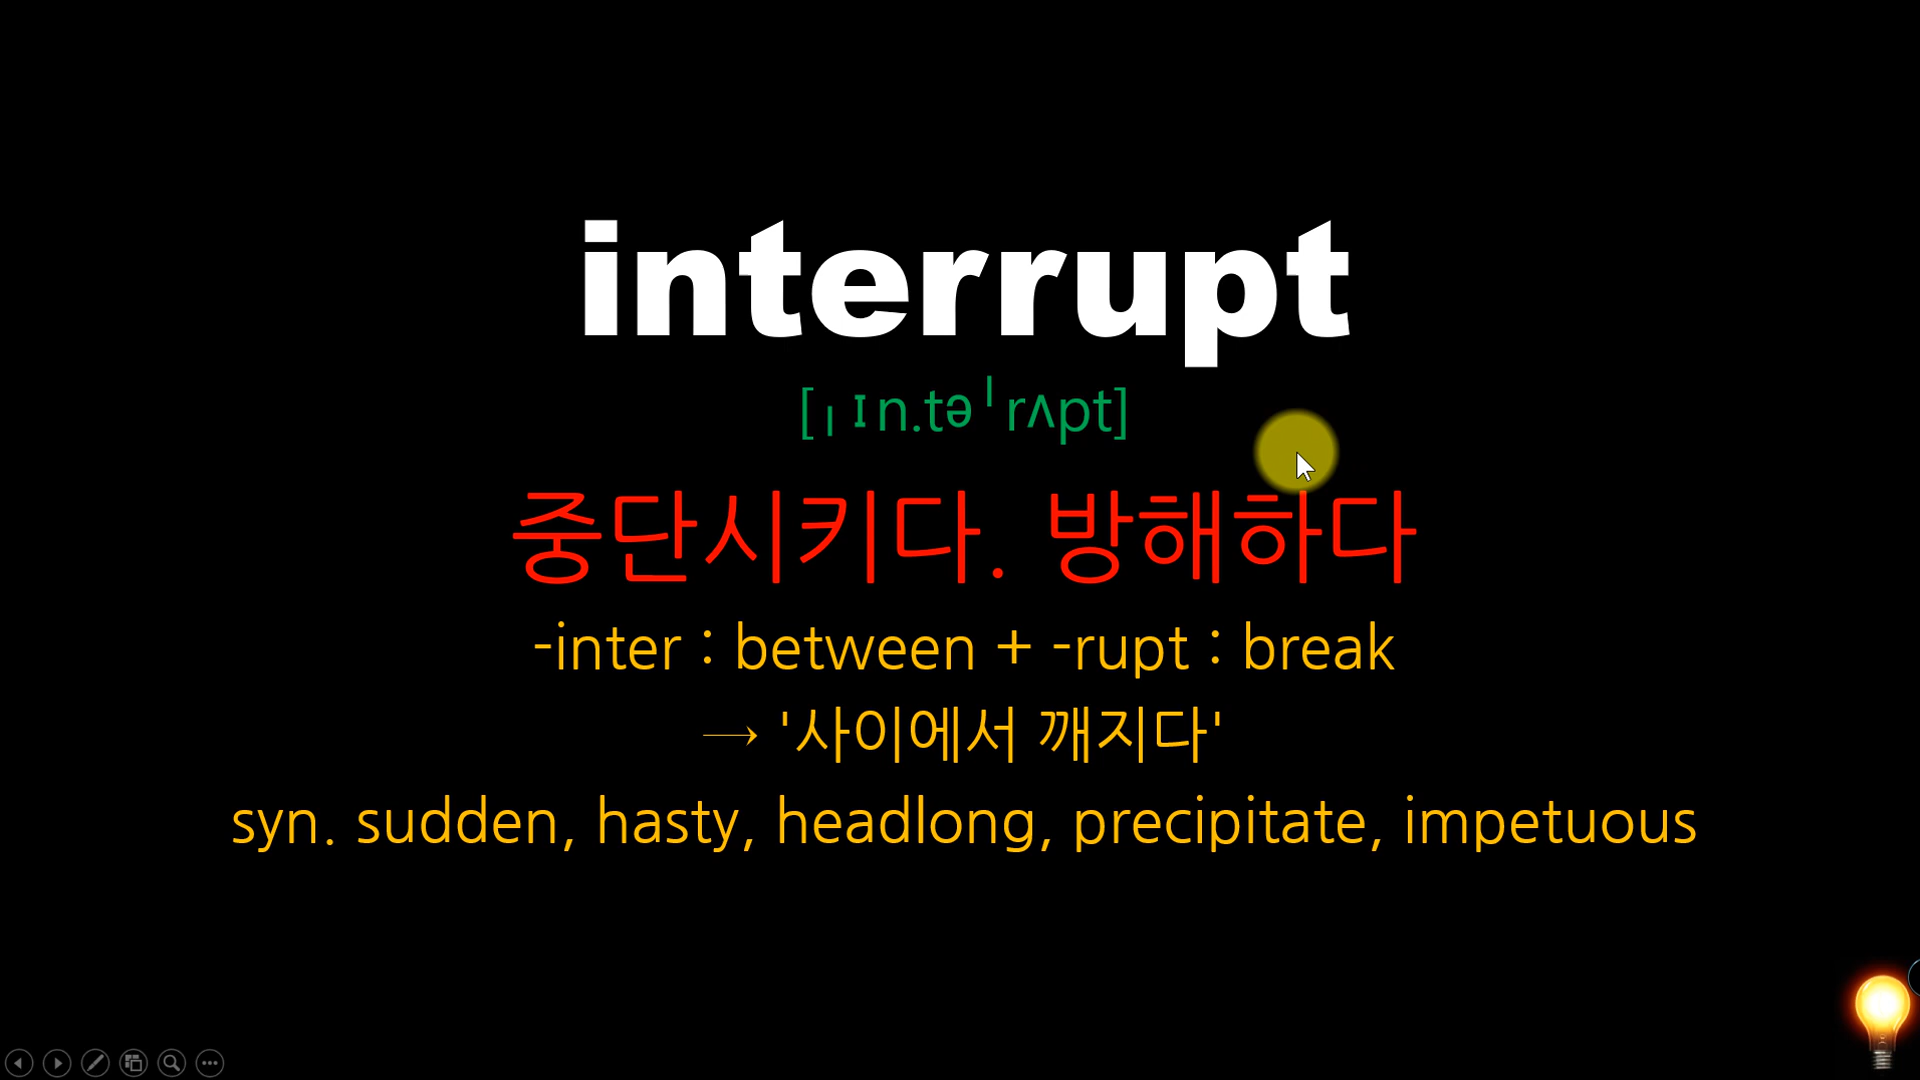 interrupt
[ˌɪn.təˈrʌpt]
중단시키다. 방해하다
-inter : between + -rupt : break
→ '사이에서 깨지다'
syn. sudden, hasty, headlong, precipitate, impetuous